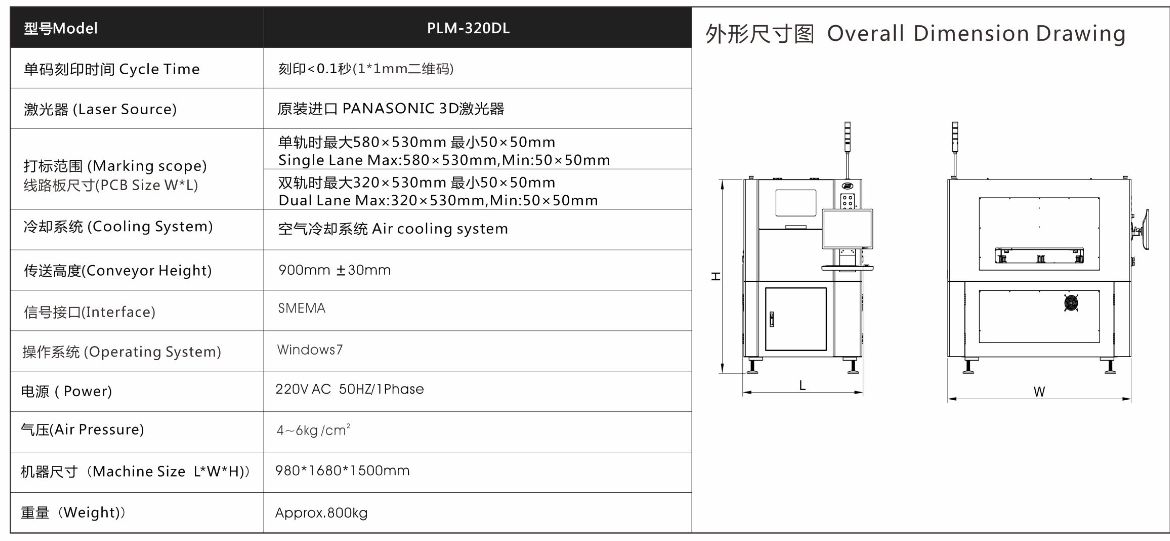 型号Model PLM-320DL
单码刻印时间 Cycle Time 刻印<0.1秒(1*1mm二维码)
激光器 (Laser Source) 原装进口 PANASONIC 3D激光器
打标范围 (Marking scope)
线路板尺寸(PCB Size W*L)
单轨时最大580×530mm 最小50×50mm
Single Lane Max:580×530mm,Min:50×50mm
双轨时最大320×530mm 最小50×50mm
Dual Lane Max:320×530mm,Min:50×50mm
冷却系统 (Cooling System) 空气冷却系统 Air cooling system
传送高度(Conveyor Height) 900mm ±30mm
信号接口(Interface) SMEMA
操作系统 (Operating System) Windows7
电源 ( Power) 220V AC 50HZ/1Phase
气压(Air Pressure) 4~6kg/cm²
机器尺寸（Machine Size L*W*H)） 980*1680*1500mm
重量（Weight)） Approx.800kg
外形尺寸图 Overall Dimension Drawing
H
L
W